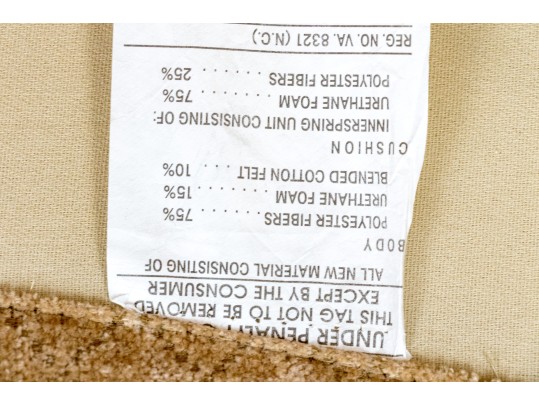 UNDER PENALTY O
THIS TAG NOT TO BE REMOVED
EXCEPT BY THE CONSUMER
ALL NEW MATERIAL CONSISTING OF
BODY
POLYESTER FIBERS . . . . . . . 75%
URETHANE FOAM . . . . . . . 15%
BLENDED COTTON FELT . . . 10%
CUSHION
INNERSPRING UNIT CONSISTING OF:
URETHANE FOAM . . . . . . . . 75%
POLYESTER FIBERS . . . . . . . 25%
REG. NO. VA. 8321 (N.C.)